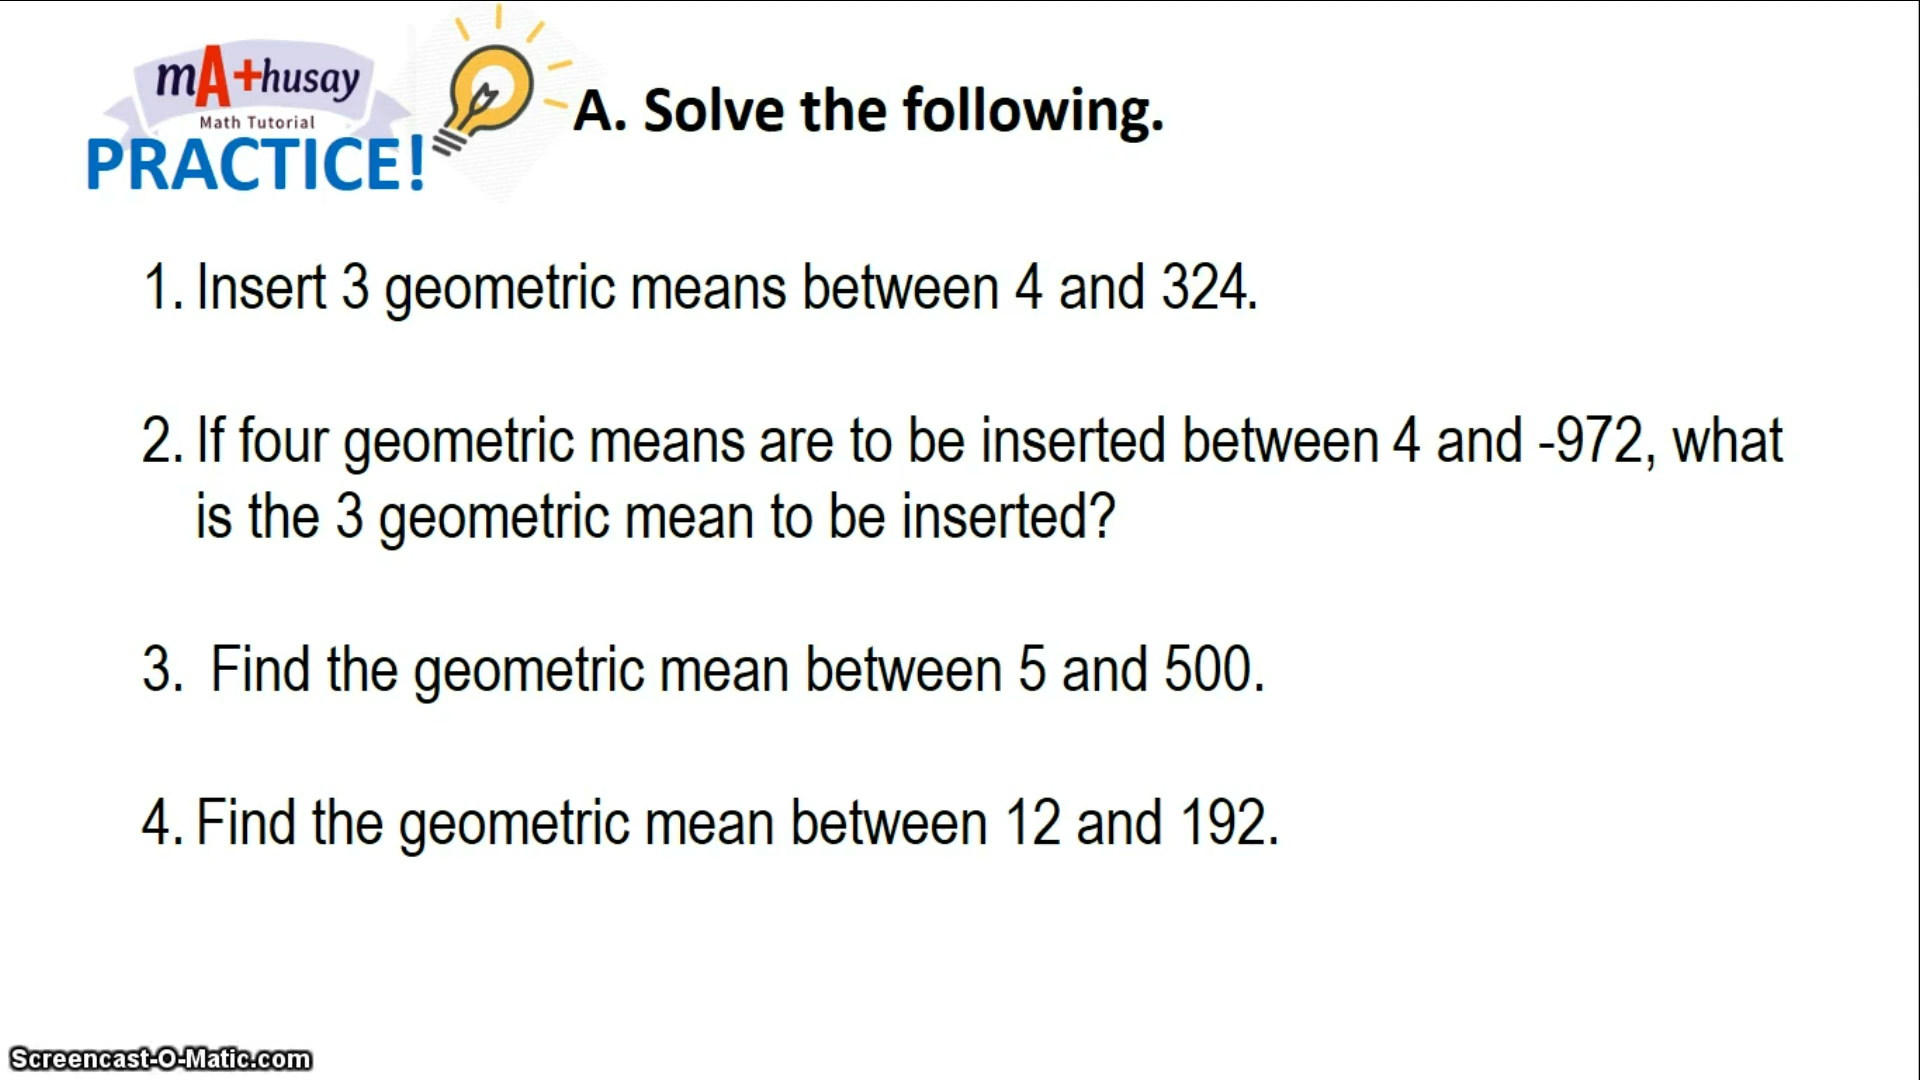 mA+husay
Math Tutorial
PRACTICE!
A. Solve the following.
1. Insert 3 geometric means between 4 and 324.
2. If four geometric means are to be inserted between 4 and -972, what
is the 3 geometric mean to be inserted?
3. Find the geometric mean between 5 and 500.
4. Find the geometric mean between 12 and 192.
Screencast-O-Matic.com